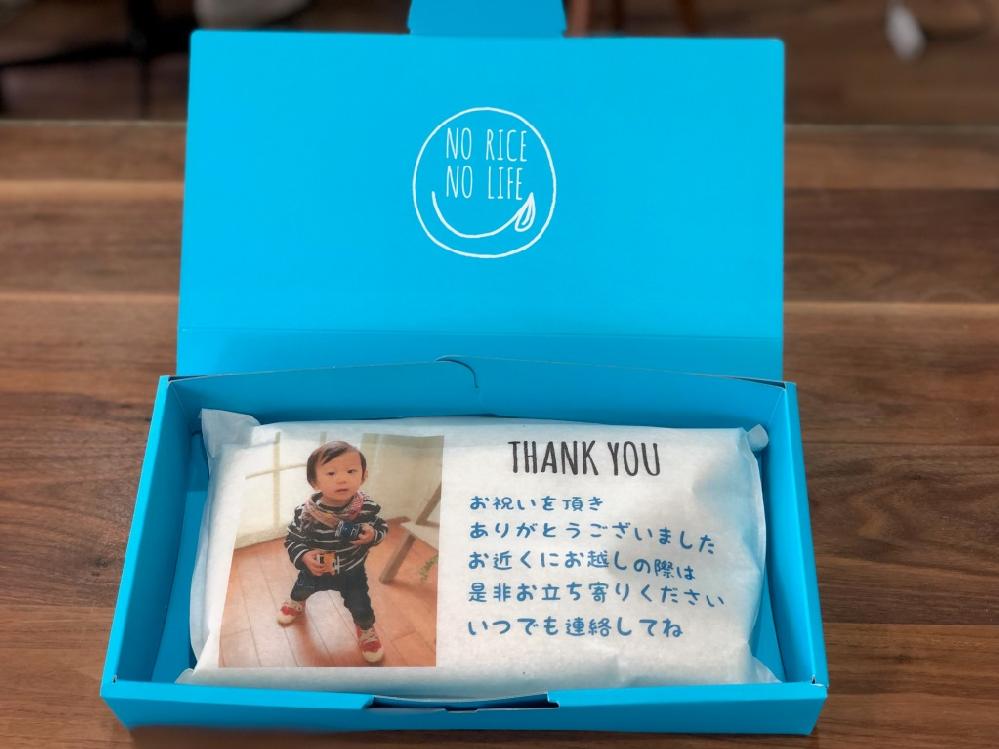 NO RICE
NO LIFE
THANK YOU
お祝いを頂き
ありがとうございました
お近くにお越しの際は
是非お立ち寄りください
いつでも連絡してね